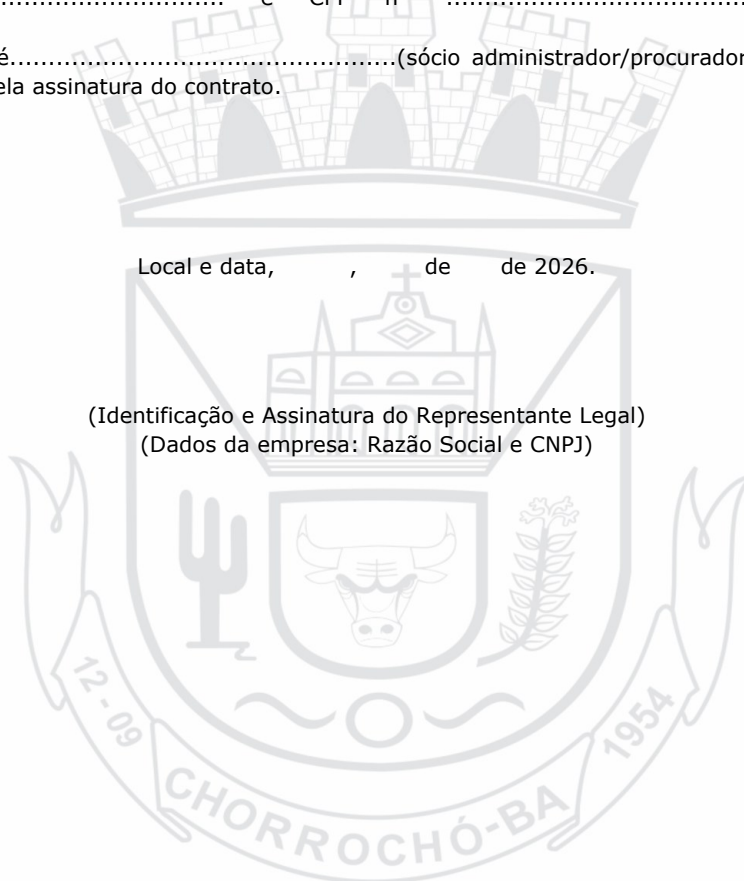 ............................. e CPF nº .......................................
é.................................................(sócio administrador/procurador
ela assinatura do contrato.
Local e data, , de de 2026.
(Identificação e Assinatura do Representante Legal)
(Dados da empresa: Razão Social e CNPJ)
12-09
1954
CHORROCHÓ-BA